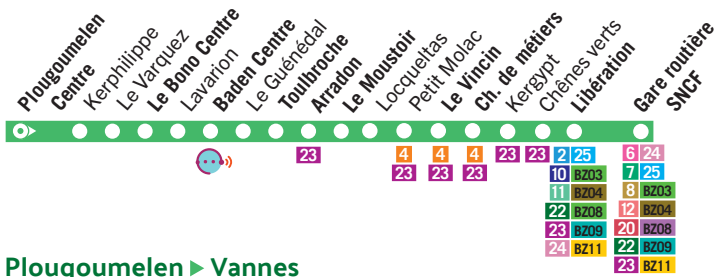 Plougoumelen
Centre
Kerphilippe
Le Varquez
Le Bono Centre
Lavarion
Baden Centre
Le Guénédal
Toulbroche
Arradon
Le Moustoir
Locqueltas
Petit Molac
Le Vincin
Ch. de métiers
Kergypt
Chênes verts
Libération
Gare routière
SNCF
23 4 4 4 23 23 2 25 6 24
23 23 23 10 BZ03 7 25
11 BZ04 8 BZ03
22 BZ08 12 BZ04
23 BZ09 20 BZ08
24 BZ11 22 BZ09
23 BZ11
Plougoumelen ▶ Vannes